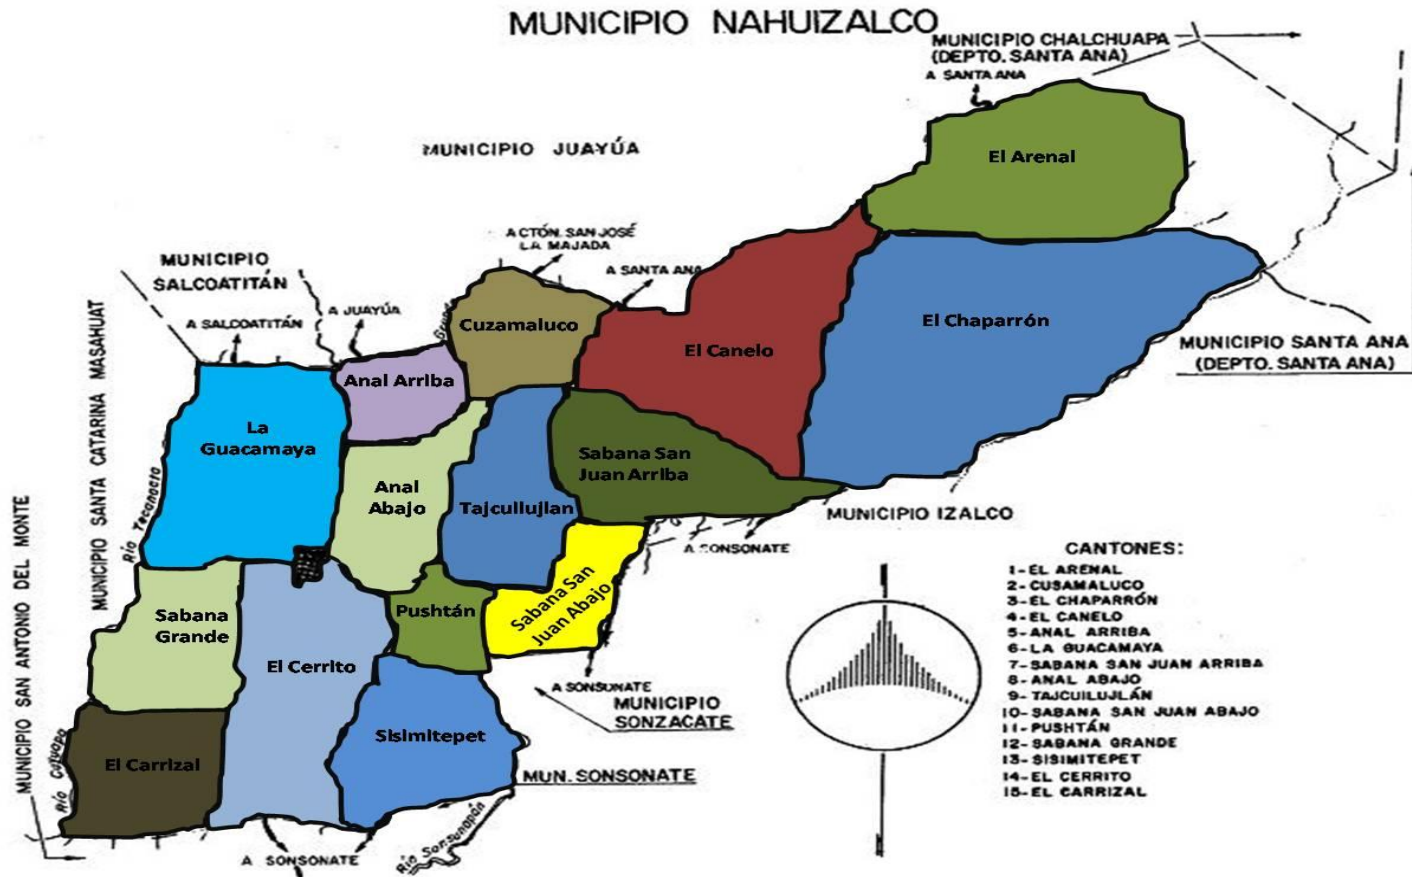 MUNICIPIO NAHUIZALCO
MUNICIPIO CHALCHUAPA
(DEPTO. SANTA ANA)
A SANTA ANA
El Arenal
MUNICIPIO JUAYÚA
A CTÓN. SAN JOSÉ
LA MAJADA
A SANTA ANA
MUNICIPIO
SALCOATITÁN
A SALCOATITÁN
A JUAYÚA
Cuzamaluco
El Canelo
El Chaparrón
MUNICIPIO SANTA ANA
(DEPTO. SANTA ANA)
Anal Arriba
MUNICIPIO SANTA CATARINA MASAHUAT
La
Guacamaya
Sabana San
Juan Arriba
Anal
Abajo
Tajcullujlan
MUNICIPIO IZALCO
A SONSONATE
MUNICIPIO SAN ANTONIO DEL MONTE
Sabana
Grande
Pushtán
Sabana San
Juan Abajo
El Cerrito
A SONSUNATE
MUNICIPIO
SONZACATE
Sisimitepet
El Carrizal
MUN. SONSONATE
Río Sonsunapán
A SONSONATE
CANTONES:
1- EL ARENAL
2- CUSAMALUCO
3- EL CHAPARRÓN
4- EL CANELO
5- ANAL ARRIBA
6- LA GUACAMAYA
7- SABANA SAN JUAN ARRIBA
8- ANAL ABAJO
9- TAJCUILUJLÁN
10- SABANA SAN JUAN ABAJO
11- PUSHTÁN
12- SABANA GRANDE
13- SISIMITEPET
14- EL CERRITO
15- EL CARRIZAL